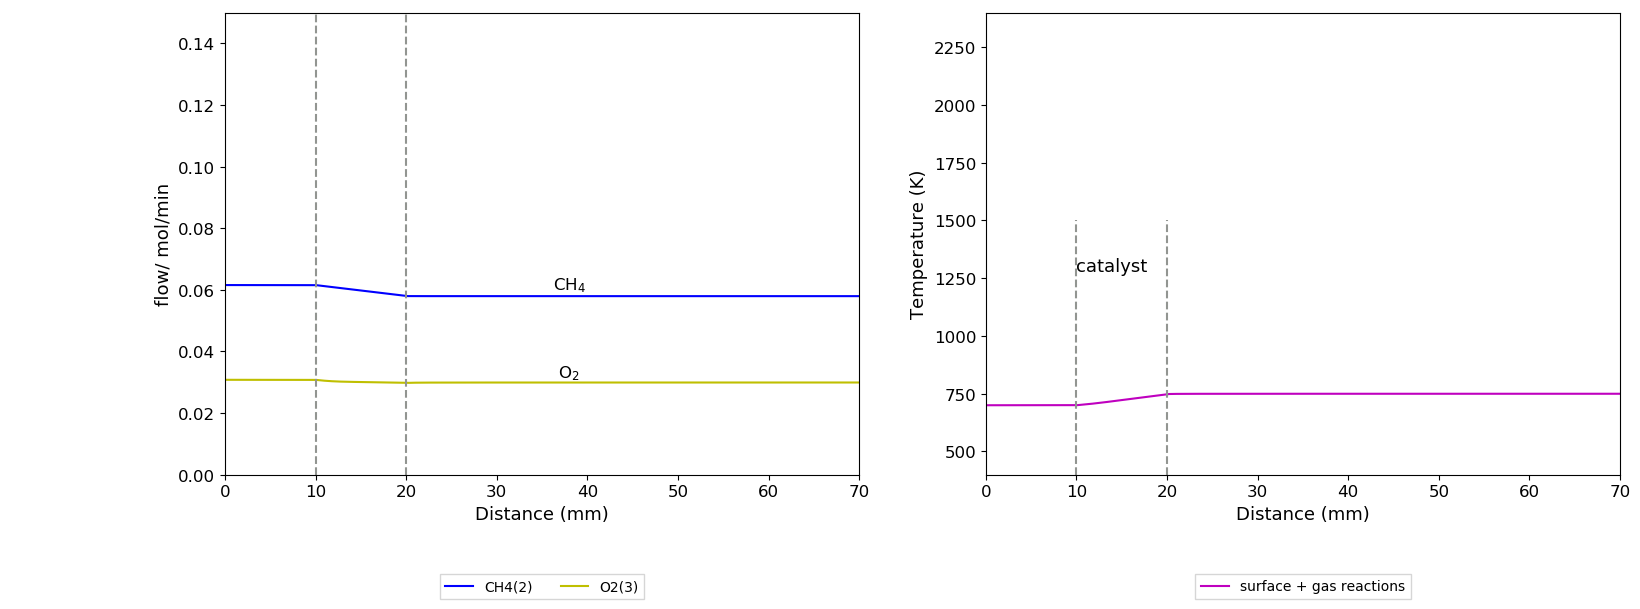 0.14
0.12
0.10
0.08
0.06
0.04
0.02
0.00
flow/ mol/min
CH₄
O₂
0 10 20 30 40 50 60 70
Distance (mm)
CH4(2) O2(3)
2250
2000
1750
1500
1250
1000
750
500
Temperature (K)
catalyst
0 10 20 30 40 50 60 70
Distance (mm)
surface + gas reactions